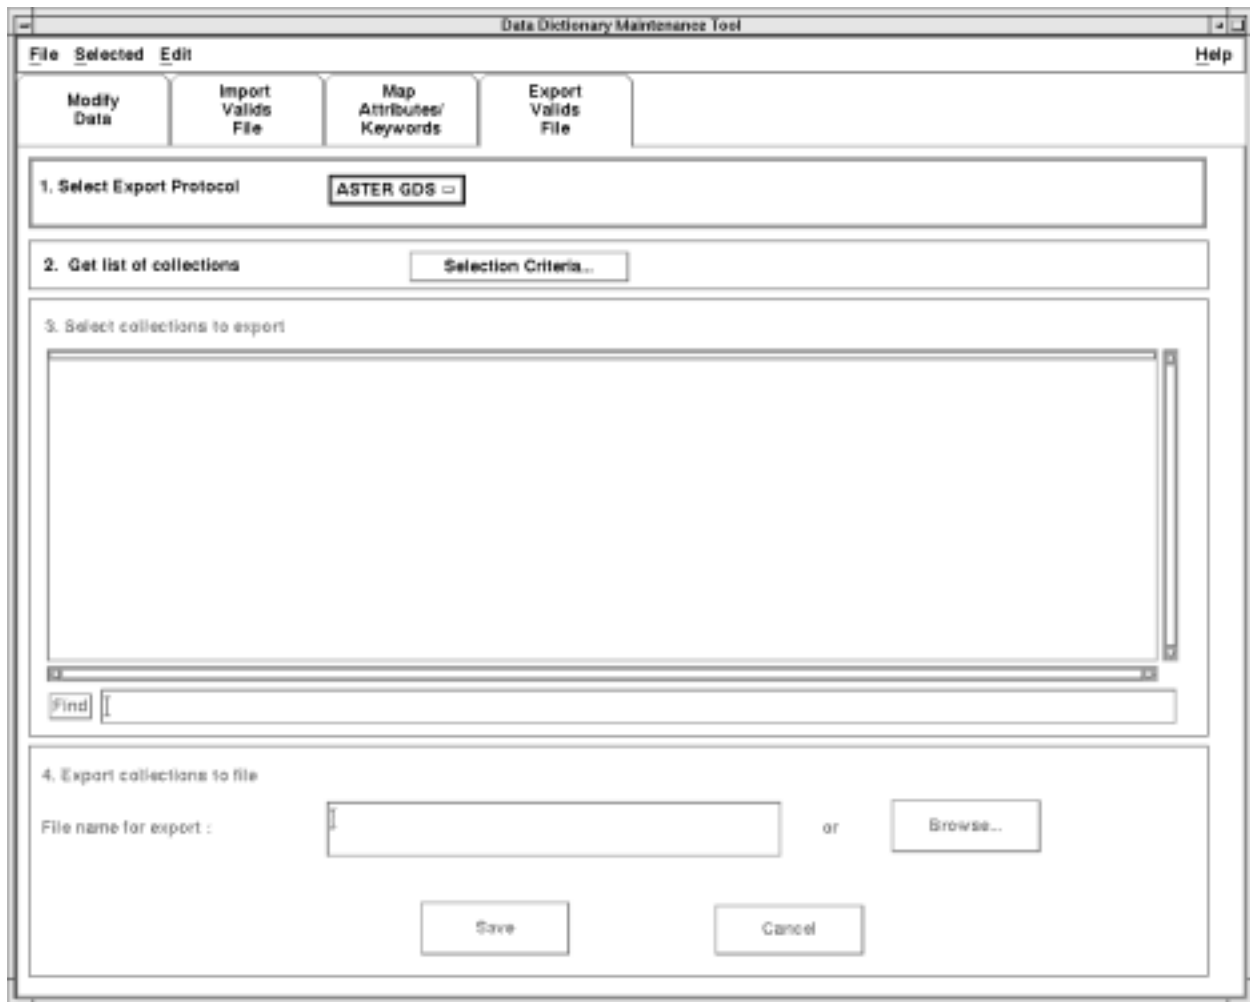 Data Dictionary Maintenance Tool
File Selected Edit Help
Modify
Data
Import
Valids
File
Map
Attributes/
Keywords
Export
Valids
File
1. Select Export Protocol ASTER GDS
2. Get list of collections Selection Criteria...
3. Select collections to export
Find
4. Export collections to file
File name for export : or Browse...
Save Cancel